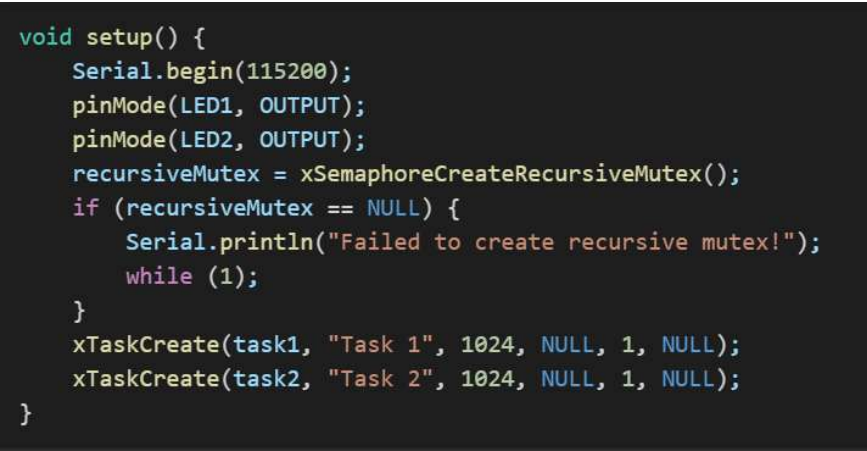 void setup() {
    Serial.begin(115200);
    pinMode(LED1, OUTPUT);
    pinMode(LED2, OUTPUT);
    recursiveMutex = xSemaphoreCreateRecursiveMutex();
    if (recursiveMutex == NULL) {
        Serial.println("Failed to create recursive mutex!");
        while (1);
    }
    xTaskCreate(task1, "Task 1", 1024, NULL, 1, NULL);
    xTaskCreate(task2, "Task 2", 1024, NULL, 1, NULL);
}